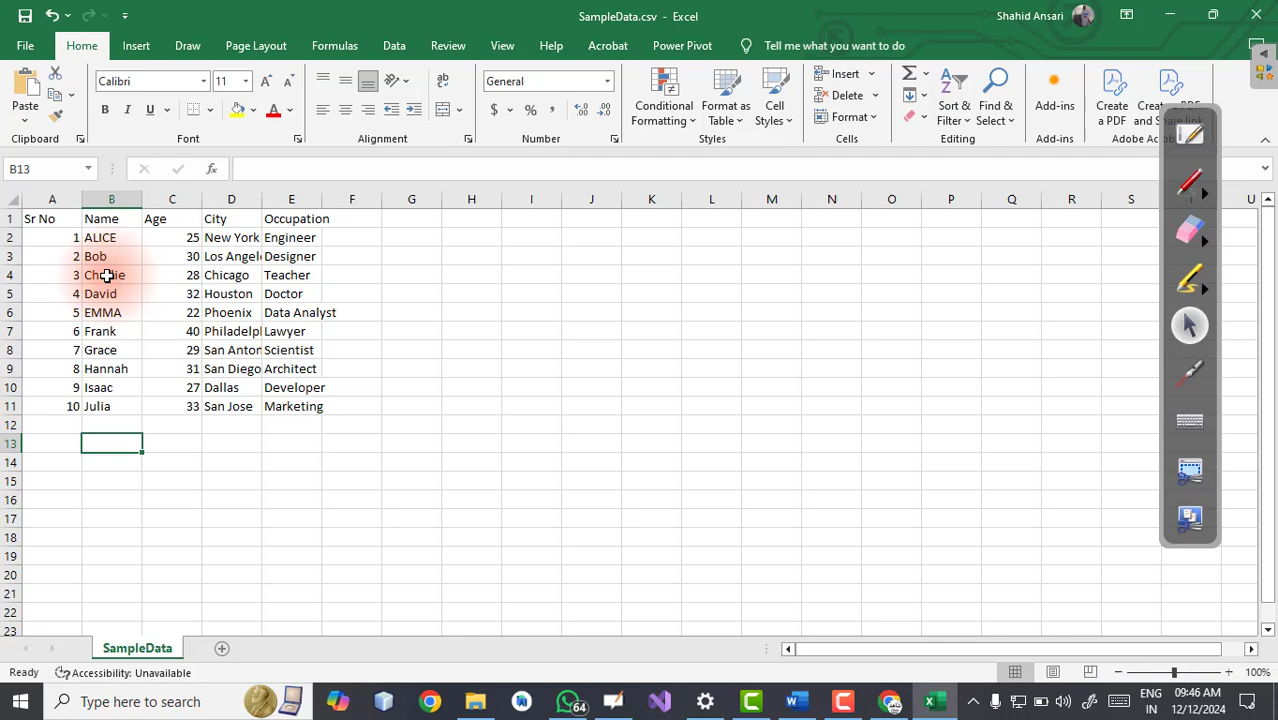 SampleData.csv - Excel
Shahid Ansari
File Home Insert Draw Page Layout Formulas Data Review View Help Acrobat Power Pivot Tell me what you want to do
Paste
Clipboard
Calibri 11
B I U
Font
ab
Alignment
General
$ % ,
Number
Conditional Formatting
Format as Table
Cell Styles
Styles
Insert
Delete
Format
Cells
Sort & Filter
Find & Select
Editing
Add-ins
Add-ins
Create a PDF
Create a PDF and Share link
B13
fx
A B C D E F G H I J K L M N O P Q R S U
1 Sr No Name Age City Occupation
2 1 ALICE 25 New York Engineer
3 2 Bob 30 Los Angel Designer
4 3 28 Chicago Teacher
5 4 David 32 Houston Doctor
6 5 EMMA 22 Phoenix Data Analyst
7 6 Frank 40 Philadelp Lawyer
8 7 Grace 29 San Anton Scientist
9 8 Hannah 31 San Diego Architect
10 9 Isaac 27 Dallas Developer
11 10 Julia 33 San Jose Marketing
12
13
14
15
16
17
18
19
20
21
22
23
SampleData
Ready Accessibility: Unavailable 100%
Type here to search
64
ENG
IN
09:46 AM
12/12/2024